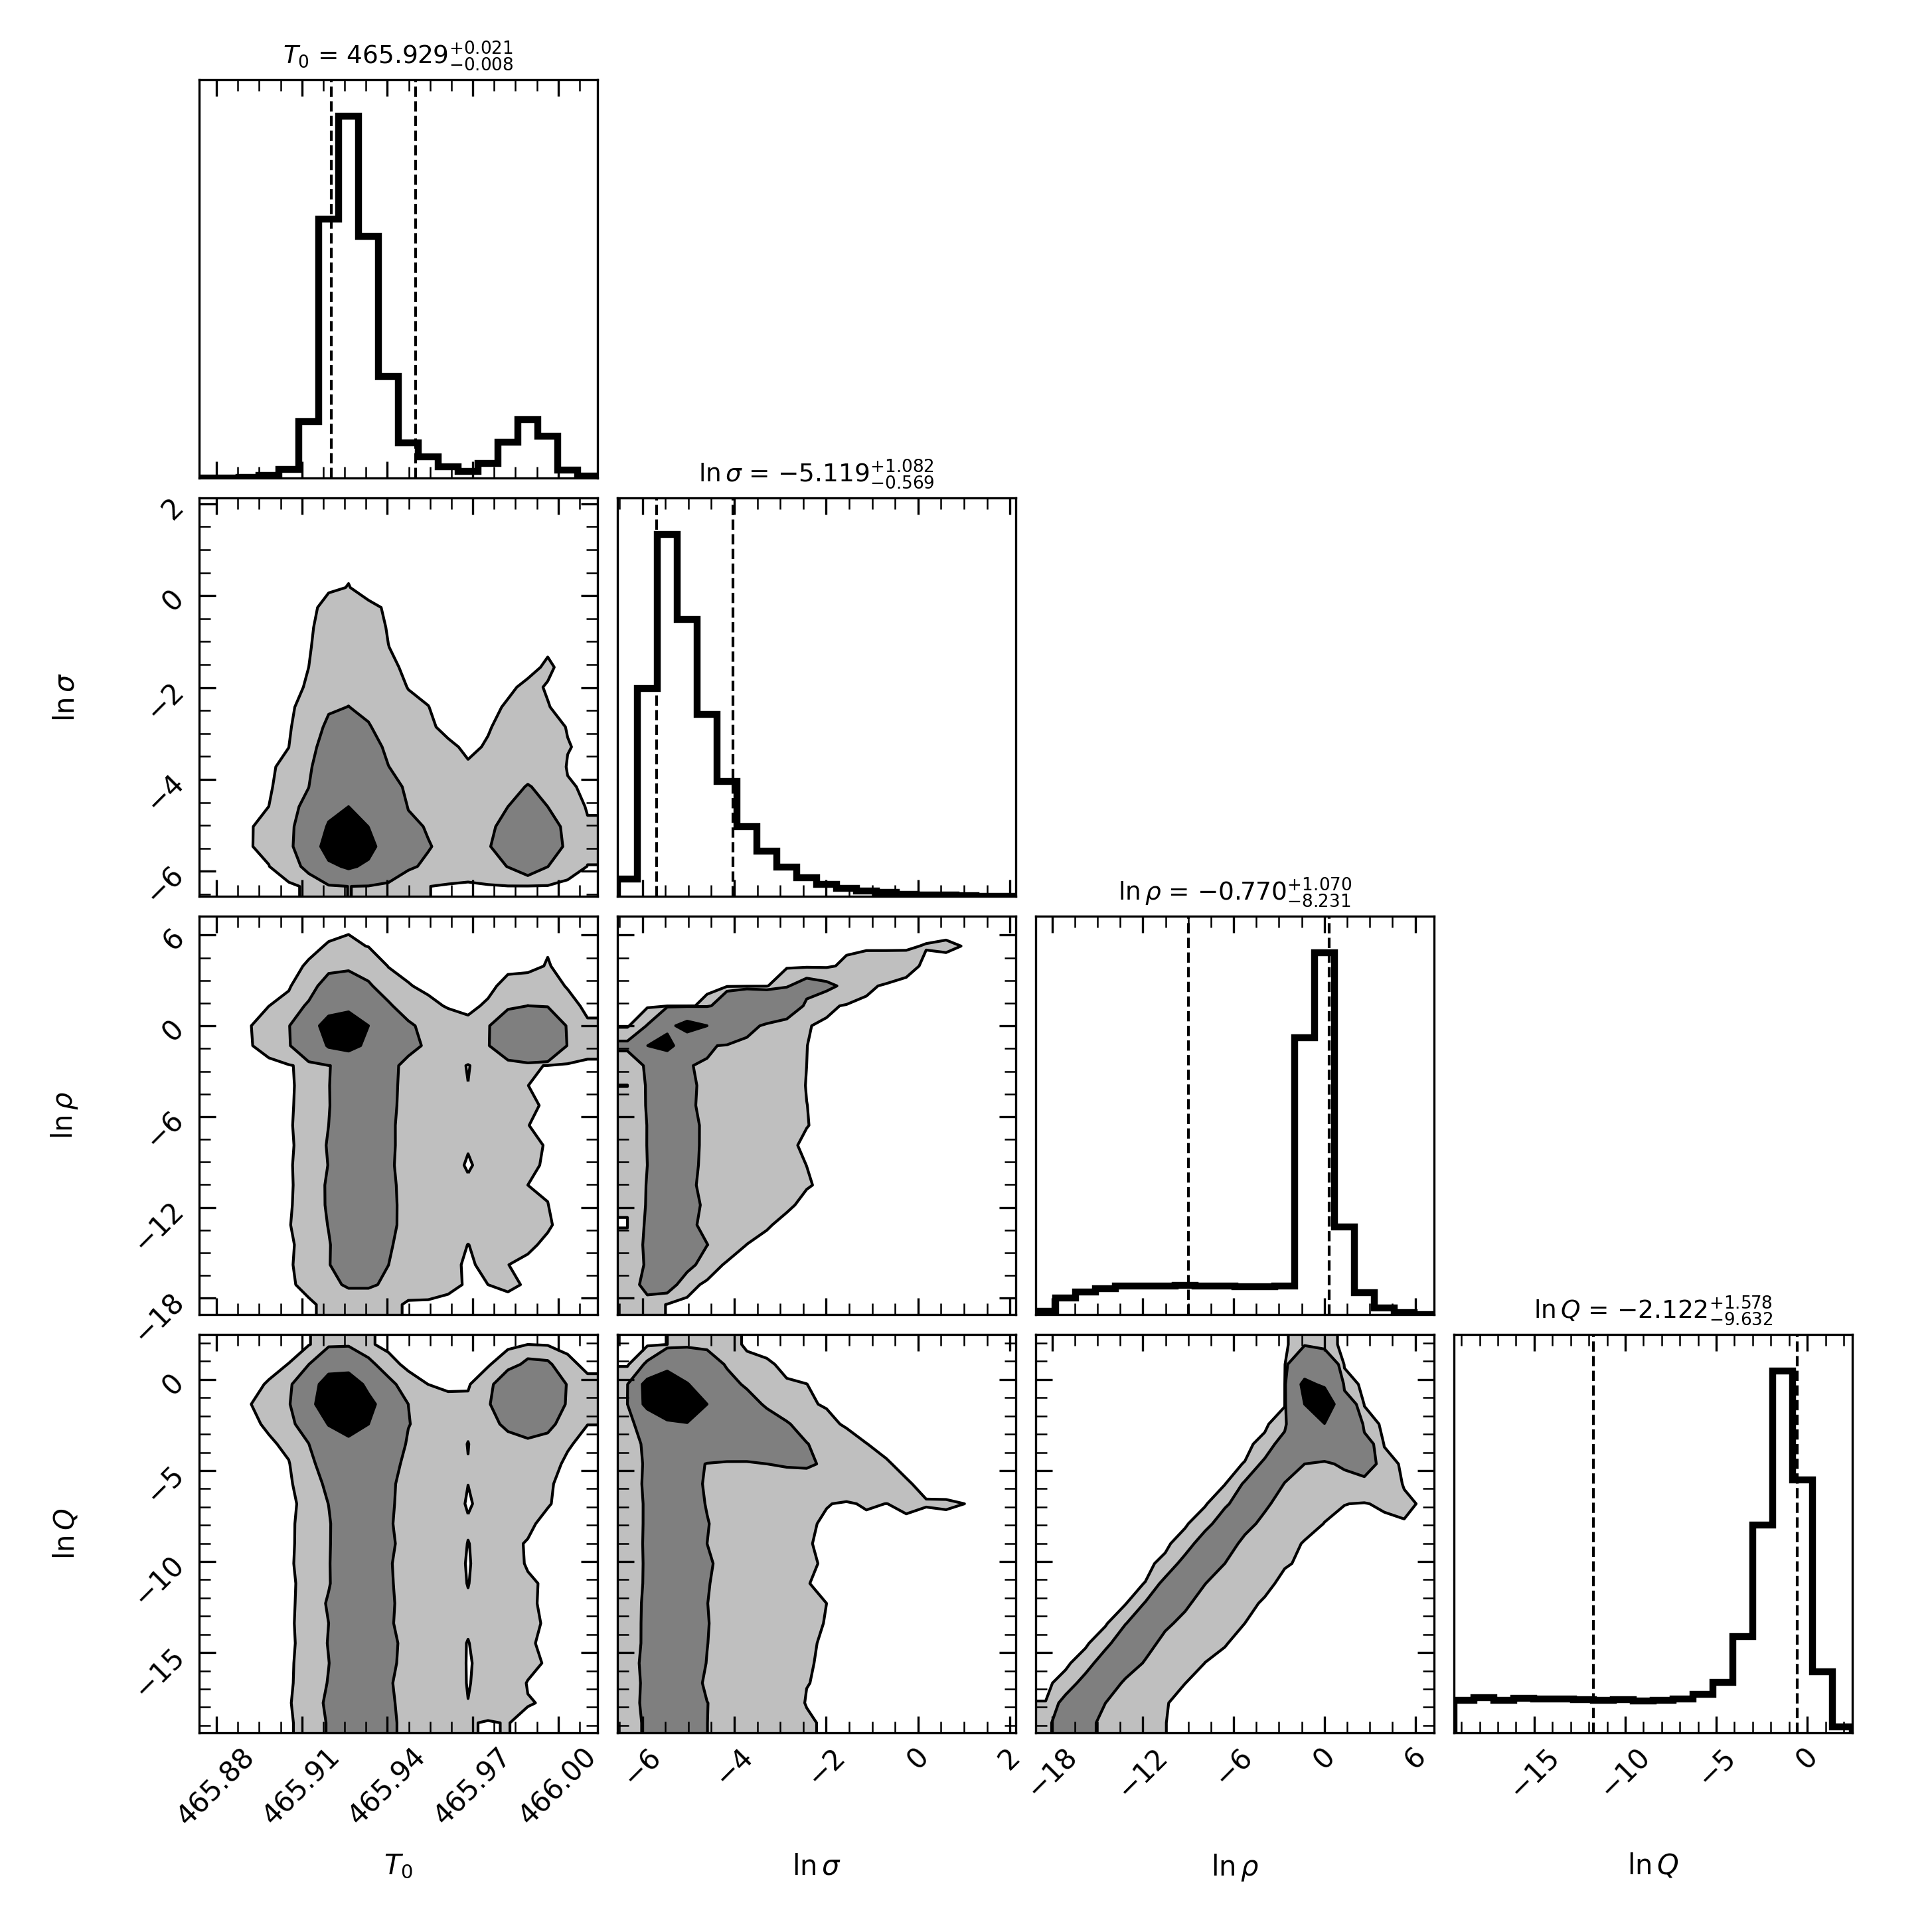 T₀ = 465.929+0.021−0.008
ln σ = −5.119+1.082−0.569
ln ρ = −0.770+1.070−8.231
ln Q = −2.122+1.578−9.632
2
0
−2
−4
−6
ln σ
6
0
−6
−12
−18
ln ρ
0
−5
−10
−15
ln Q
465.88 465.91 465.94 465.97 466.00
−6 −4 −2 0 2
−18 −12 −6 0 6
−15 −10 −5 0
T₀
ln σ
ln ρ
ln Q